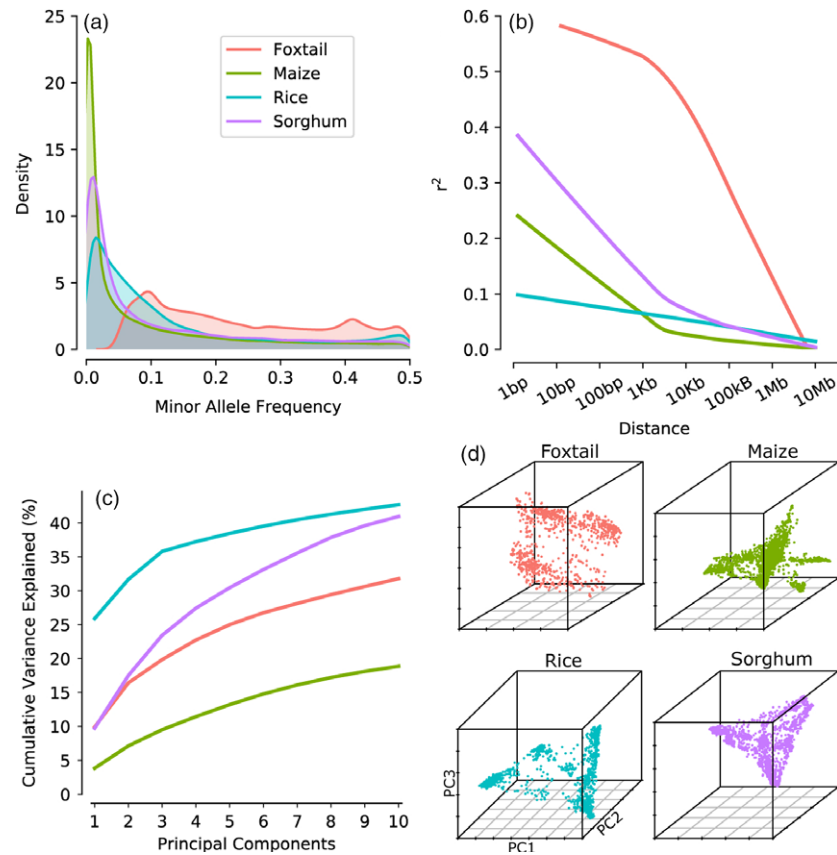 (a)
25
20
15
10
5
0
Density
0.0 0.1 0.2 0.3 0.4 0.5
Minor Allele Frequency
Foxtail
Maize
Rice
Sorghum
(b)
0.6
0.5
0.4
0.3
0.2
0.1
0.0
r²
1bp 10bp 100bp 1Kb 10Kb 100kB 1Mb 10Mb
Distance
(c)
40
35
30
25
20
15
10
5
0
Cumulative Variance Explained (%)
1 2 3 4 5 6 7 8 9 10
Principal Components
(d)
Foxtail
Maize
Rice
Sorghum
PC3
PC1
PC2